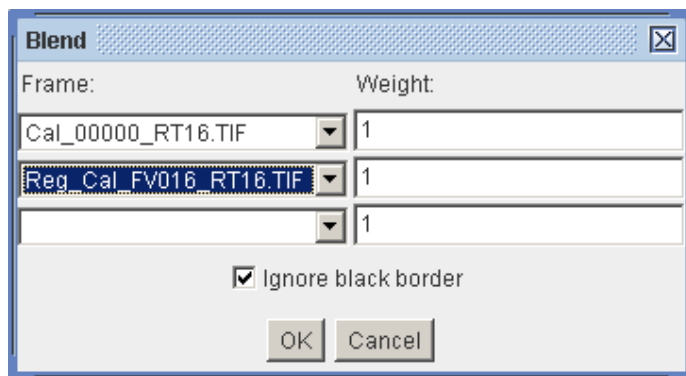 Blend
Frame: Weight:
Cal_00000_RT16.TIF 1
Reg_Cal_FV016_RT16.TIF 1
1
Ignore black border
OK Cancel